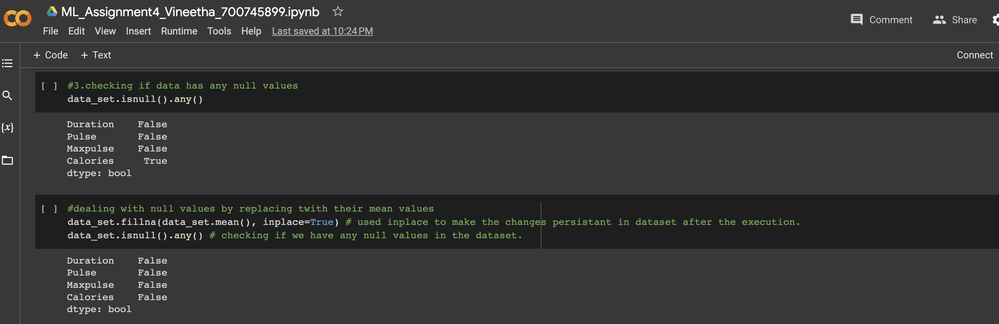 ML_Assignment4_Vineetha_700745899.ipynb
File Edit View Insert Runtime Tools Help Last saved at 10:24 PM
Comment Share
+ Code + Text
Connect
[ ] #3.checking if data has any null values
data_set.isnull().any()
Duration False
Pulse False
Maxpulse False
Calories True
dtype: bool
[ ] #dealing with null values by replacing twith their mean values
data_set.fillna(data_set.mean(), inplace=True) # used inplace to make the changes persistant in dataset after the execution.
data_set.isnull().any() # checking if we have any null values in the dataset.
Duration False
Pulse False
Maxpulse False
Calories False
dtype: bool
{x}